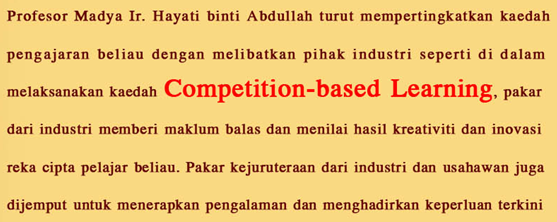 Profesor Madya Ir. Hayati binti Abdullah turut mempertingkatkan kaedah
pengajaran beliau dengan melibatkan pihak industri seperti di dalam
melaksanakan kaedah Competition-based Learning, pakar
dari industri memberi maklum balas dan menilai hasil kreativiti dan inovasi
reka cipta pelajar beliau. Pakar kejuruteraan dari industri dan usahawan juga
dijemput untuk menerapkan pengalaman dan menghadirkan keperluan terkini